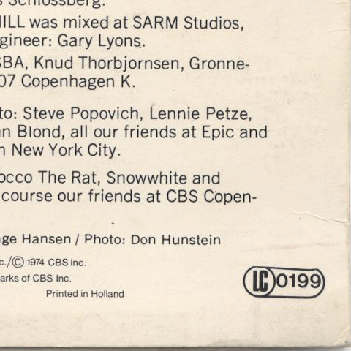 Schlossberg.
HILL was mixed at SARM Studios,
gineer: Gary Lyons.
SBA, Knud Thorbjornsen, Gronne-
07 Copenhagen K.
to: Steve Popovich, Lennie Petze,
n Blond, all our friends at Epic and
n New York City.
occo The Rat, Snowwhite and
course our friends at CBS Copen-
ge Hansen / Photo: Don Hunstein
c./Ⓒ 1974 CBS Inc.
arks of CBS Inc.
LC 0199
Printed in Holland